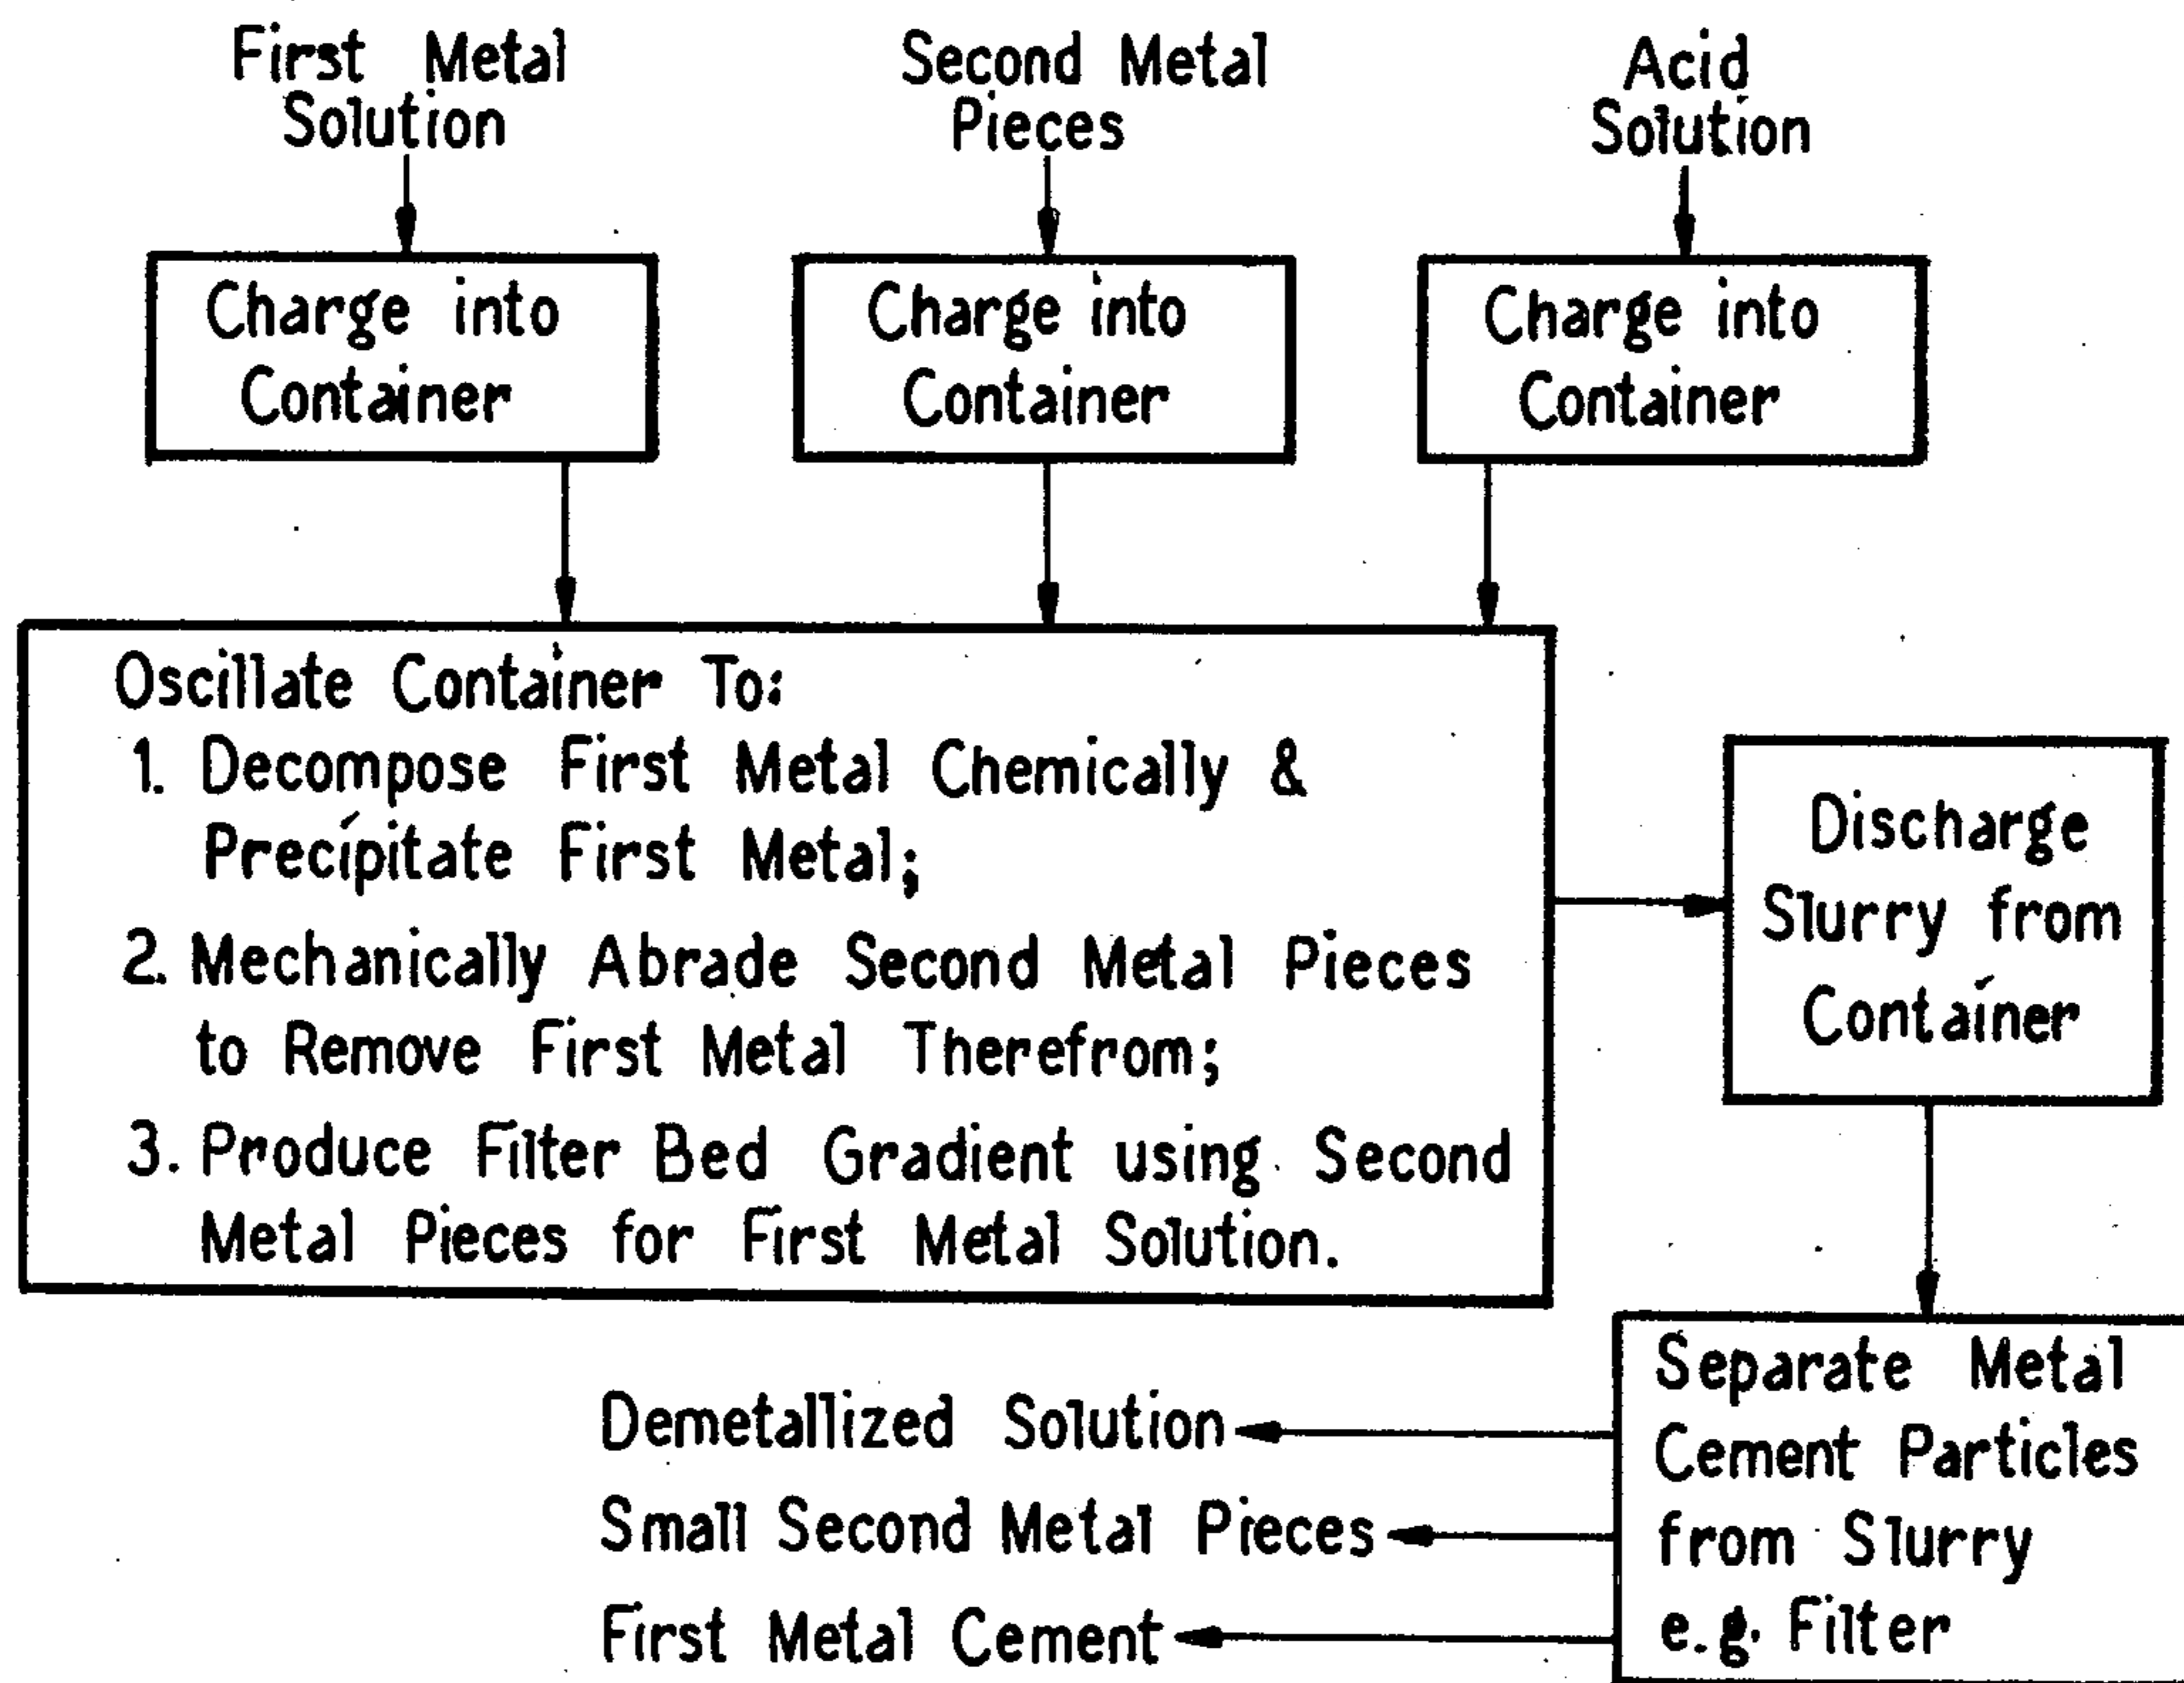 First Metal
Solution
Second Metal
Pieces
Acid
Solution
Charge into
Container
Charge into
Container
Charge into
Container
Oscillate Container To:
1. Decompose First Metal Chemically &
Precipitate First Metal;
2. Mechanically Abrade Second Metal Pieces
to Remove First Metal Therefrom;
3. Produce Filter Bed Gradient using Second
Metal Pieces for First Metal Solution.
Discharge
Slurry from
Container
Separate Metal
Cement Particles
from Slurry
e.g. Filter
Demetallized Solution
Small Second Metal Pieces
First Metal Cement